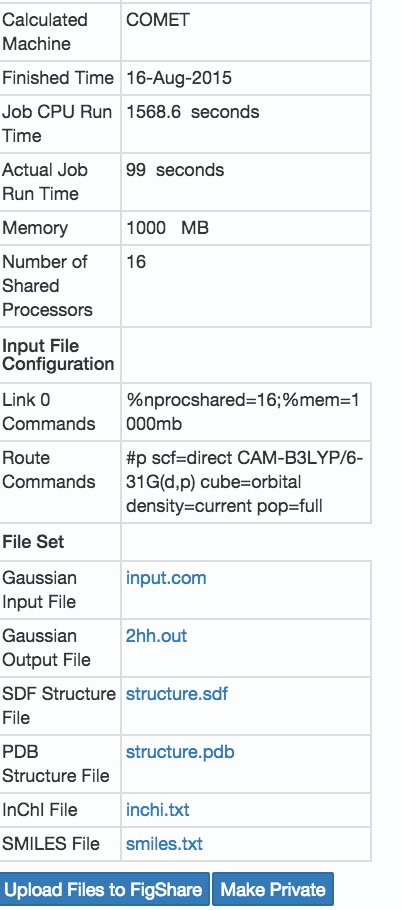 Calculated COMET
Machine
Finished Time 16-Aug-2015
Job CPU Run 1568.6 seconds
Time
Actual Job 99 seconds
Run Time
Memory 1000 MB
Number of 16
Shared
Processors
Input File
Configuration
Link 0 %nprocshared=16;%mem=1
Commands 000mb
Route #p scf=direct CAM-B3LYP/6-
Commands 31G(d,p) cube=orbital
density=current pop=full
File Set
Gaussian input.com
Input File
Gaussian 2hh.out
Output File
SDF Structure structure.sdf
File
PDB structure.pdb
Structure File
InChI File inchi.txt
SMILES File smiles.txt
Upload Files to FigShare Make Private